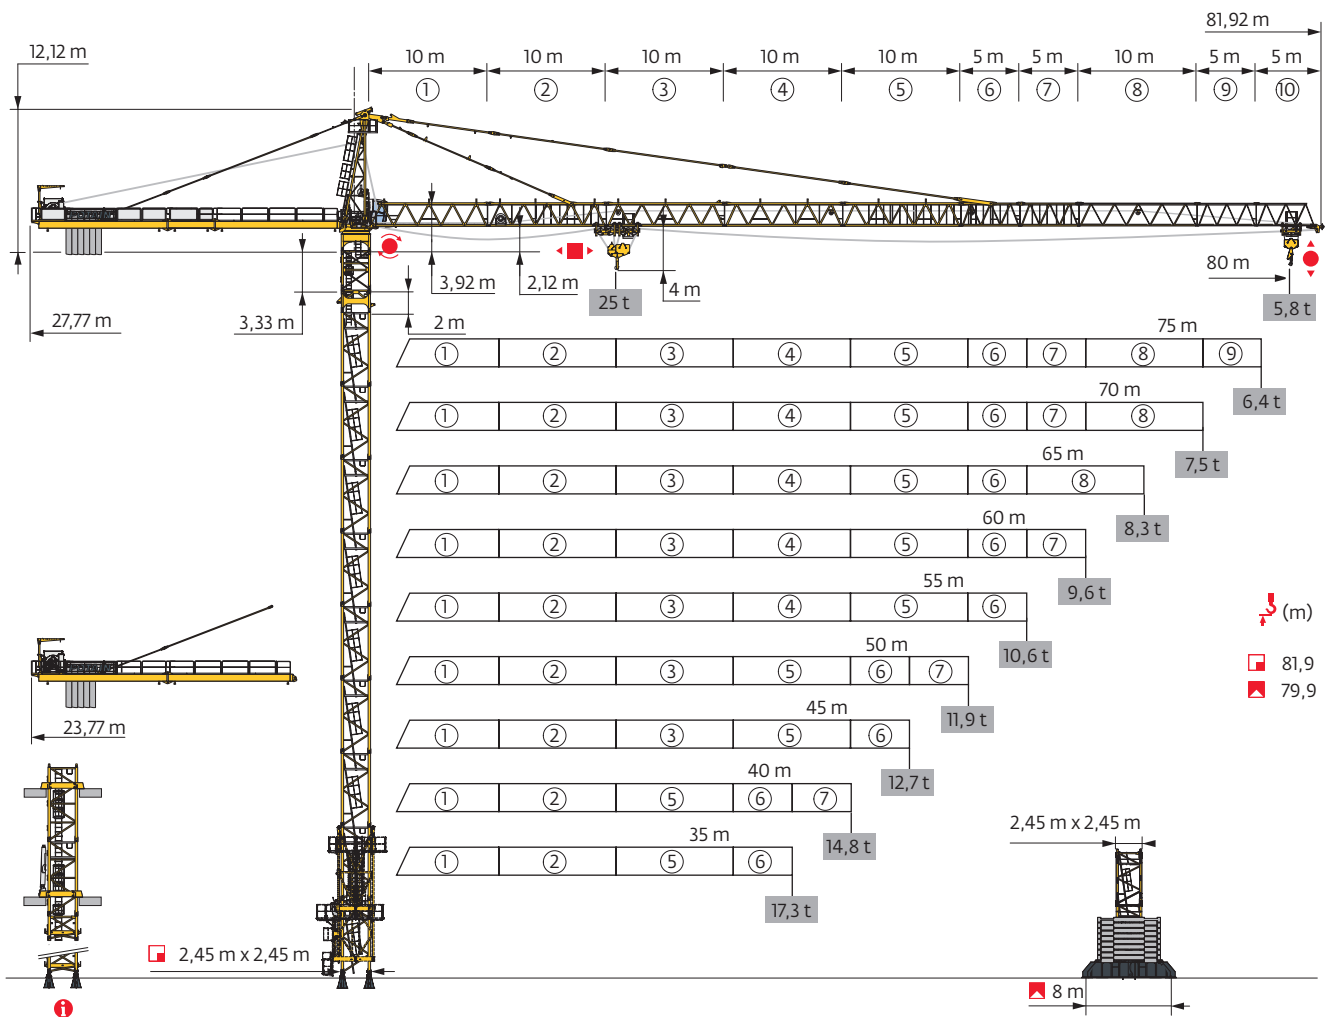 81,92 m
12,12 m
10 m 10 m 10 m 10 m 10 m 5 m 5 m 10 m 5 m 5 m
1 2 3 4 5 6 7 8 9 10
3,92 m 2,12 m 4 m 80 m
25 t 5,8 t
27,77 m 3,33 m 2 m
75 m
1 2 3 4 5 6 7 8 9
6,4 t
70 m
1 2 3 4 5 6 7 8
7,5 t
65 m
1 2 3 4 5 6 8
8,3 t
60 m
1 2 3 4 5 6 7
9,6 t
55 m
1 2 3 4 5 6
10,6 t
(m)
50 m
1 2 3 5 6 7
11,9 t
81,9
79,9
23,77 m
45 m
1 2 3 5 6
12,7 t
40 m
1 2 5 6 7
14,8 t
35 m
1 2 5 6
17,3 t
2,45 m x 2,45 m
2,45 m x 2,45 m
8 m
i